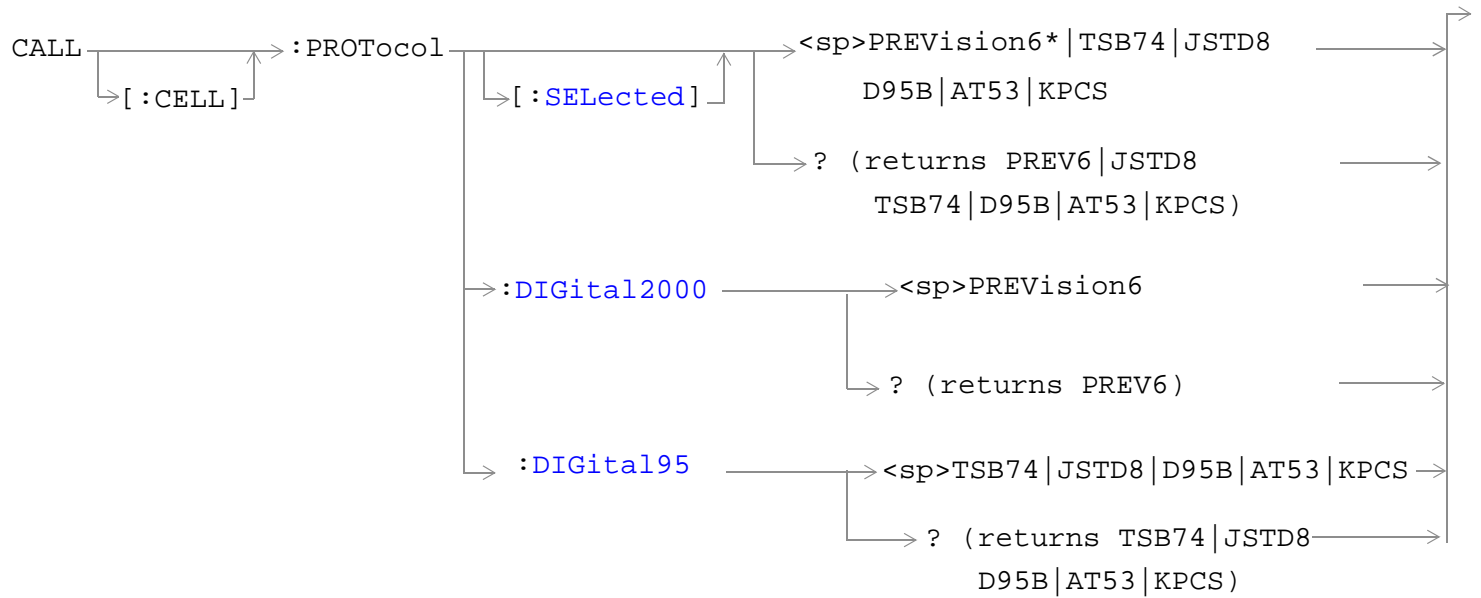 CALL :PROTocol <sp>PREVision6*|TSB74|JSTD8
[:CELL] [:SELected] D95B|AT53|KPCS
? (returns PREV6|JSTD8
TSB74|D95B|AT53|KPCS)
:DIGital2000 <sp>PREVision6
? (returns PREV6)
:DIGital95 <sp>TSB74|JSTD8|D95B|AT53|KPCS
? (returns TSB74|JSTD8
D95B|AT53|KPCS)